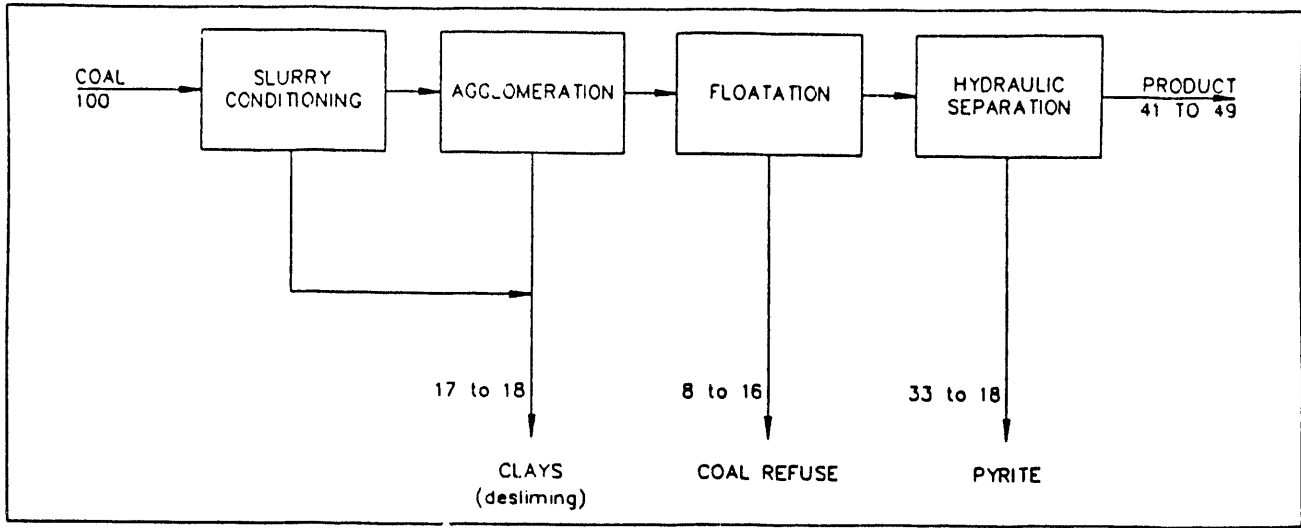 COAL
100
SLURRY
CONDITIONING
AGGLOMERATION
FLOATATION
HYDRAULIC
SEPARATION
PRODUCT
41 TO 49
17 to 18
8 to 16
33 to 18
CLAYS
(desliming)
COAL REFUSE
PYRITE